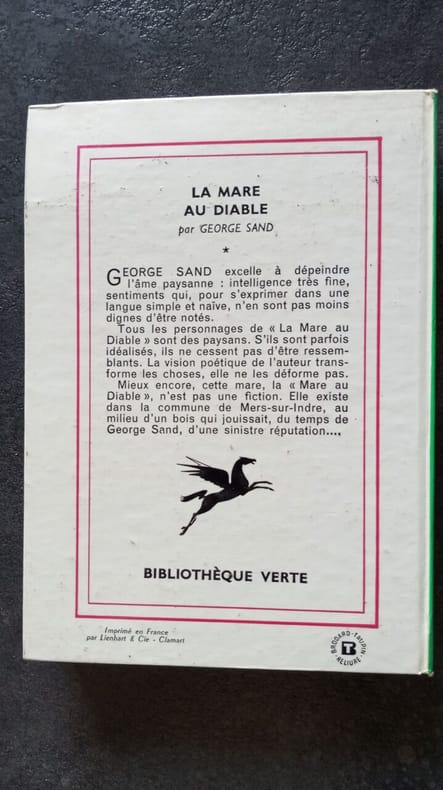 LA MARE
AU DIABLE
par GEORGE SAND
★
GEORGE SAND excelle à dépeindre
l'âme paysanne : intelligence très fine,
sentiments qui, pour s'exprimer dans une
langue simple et naïve, n'en sont pas moins
dignes d'être notés.
Tous les personnages de « La Mare au
Diable » sont des paysans. S'ils sont parfois
idéalisés, ils ne cessent pas d'être ressem-
blants. La vision poétique de l'auteur trans-
forme les choses, elle ne les déforme pas.
Mieux encore, cette mare, la « Mare au
Diable », n'est pas une fiction. Elle existe
dans la commune de Mers-sur-Indre, au
milieu d'un bois qui jouissait, du temps de
George Sand, d'une sinistre réputation....
BIBLIOTHÈQUE VERTE
Imprimé en France
par Lienhart & Cie - Clamart
BRODARD-TAUPIN
BT
RELIURE